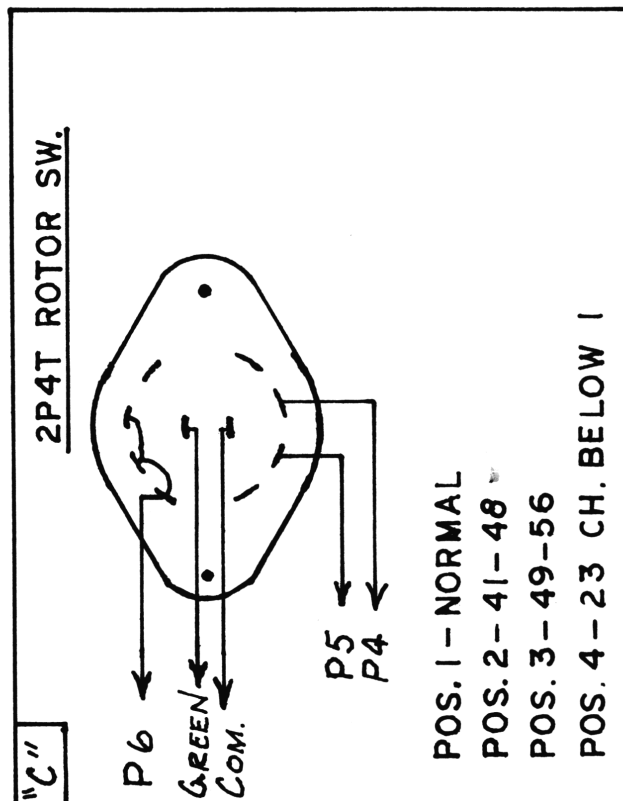 "C"
2P4T ROTOR SW.
P6
GREEN
COM.
P5
P4
POS. 1 - NORMAL
POS. 2 - 41 - 48
POS. 3 - 49 - 56
POS. 4 - 23 CH. BELOW 1